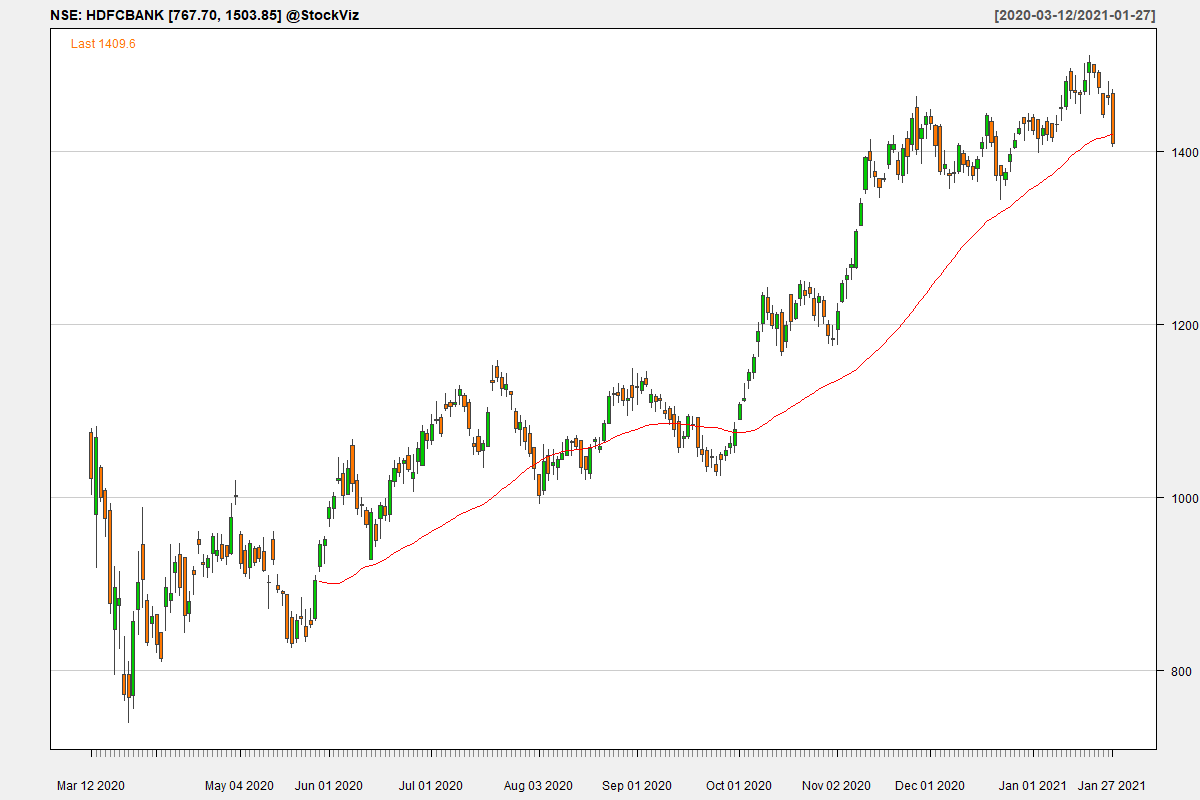 NSE: HDFCBANK [767.70, 1503.85] @StockViz [2020-03-12/2021-01-27]
Last 1409.6
1400
1200
1000
800
Mar 12 2020 May 04 2020 Jun 01 2020 Jul 01 2020 Aug 03 2020 Sep 01 2020 Oct 01 2020 Nov 02 2020 Dec 01 2020 Jan 01 2021 Jan 27 2021